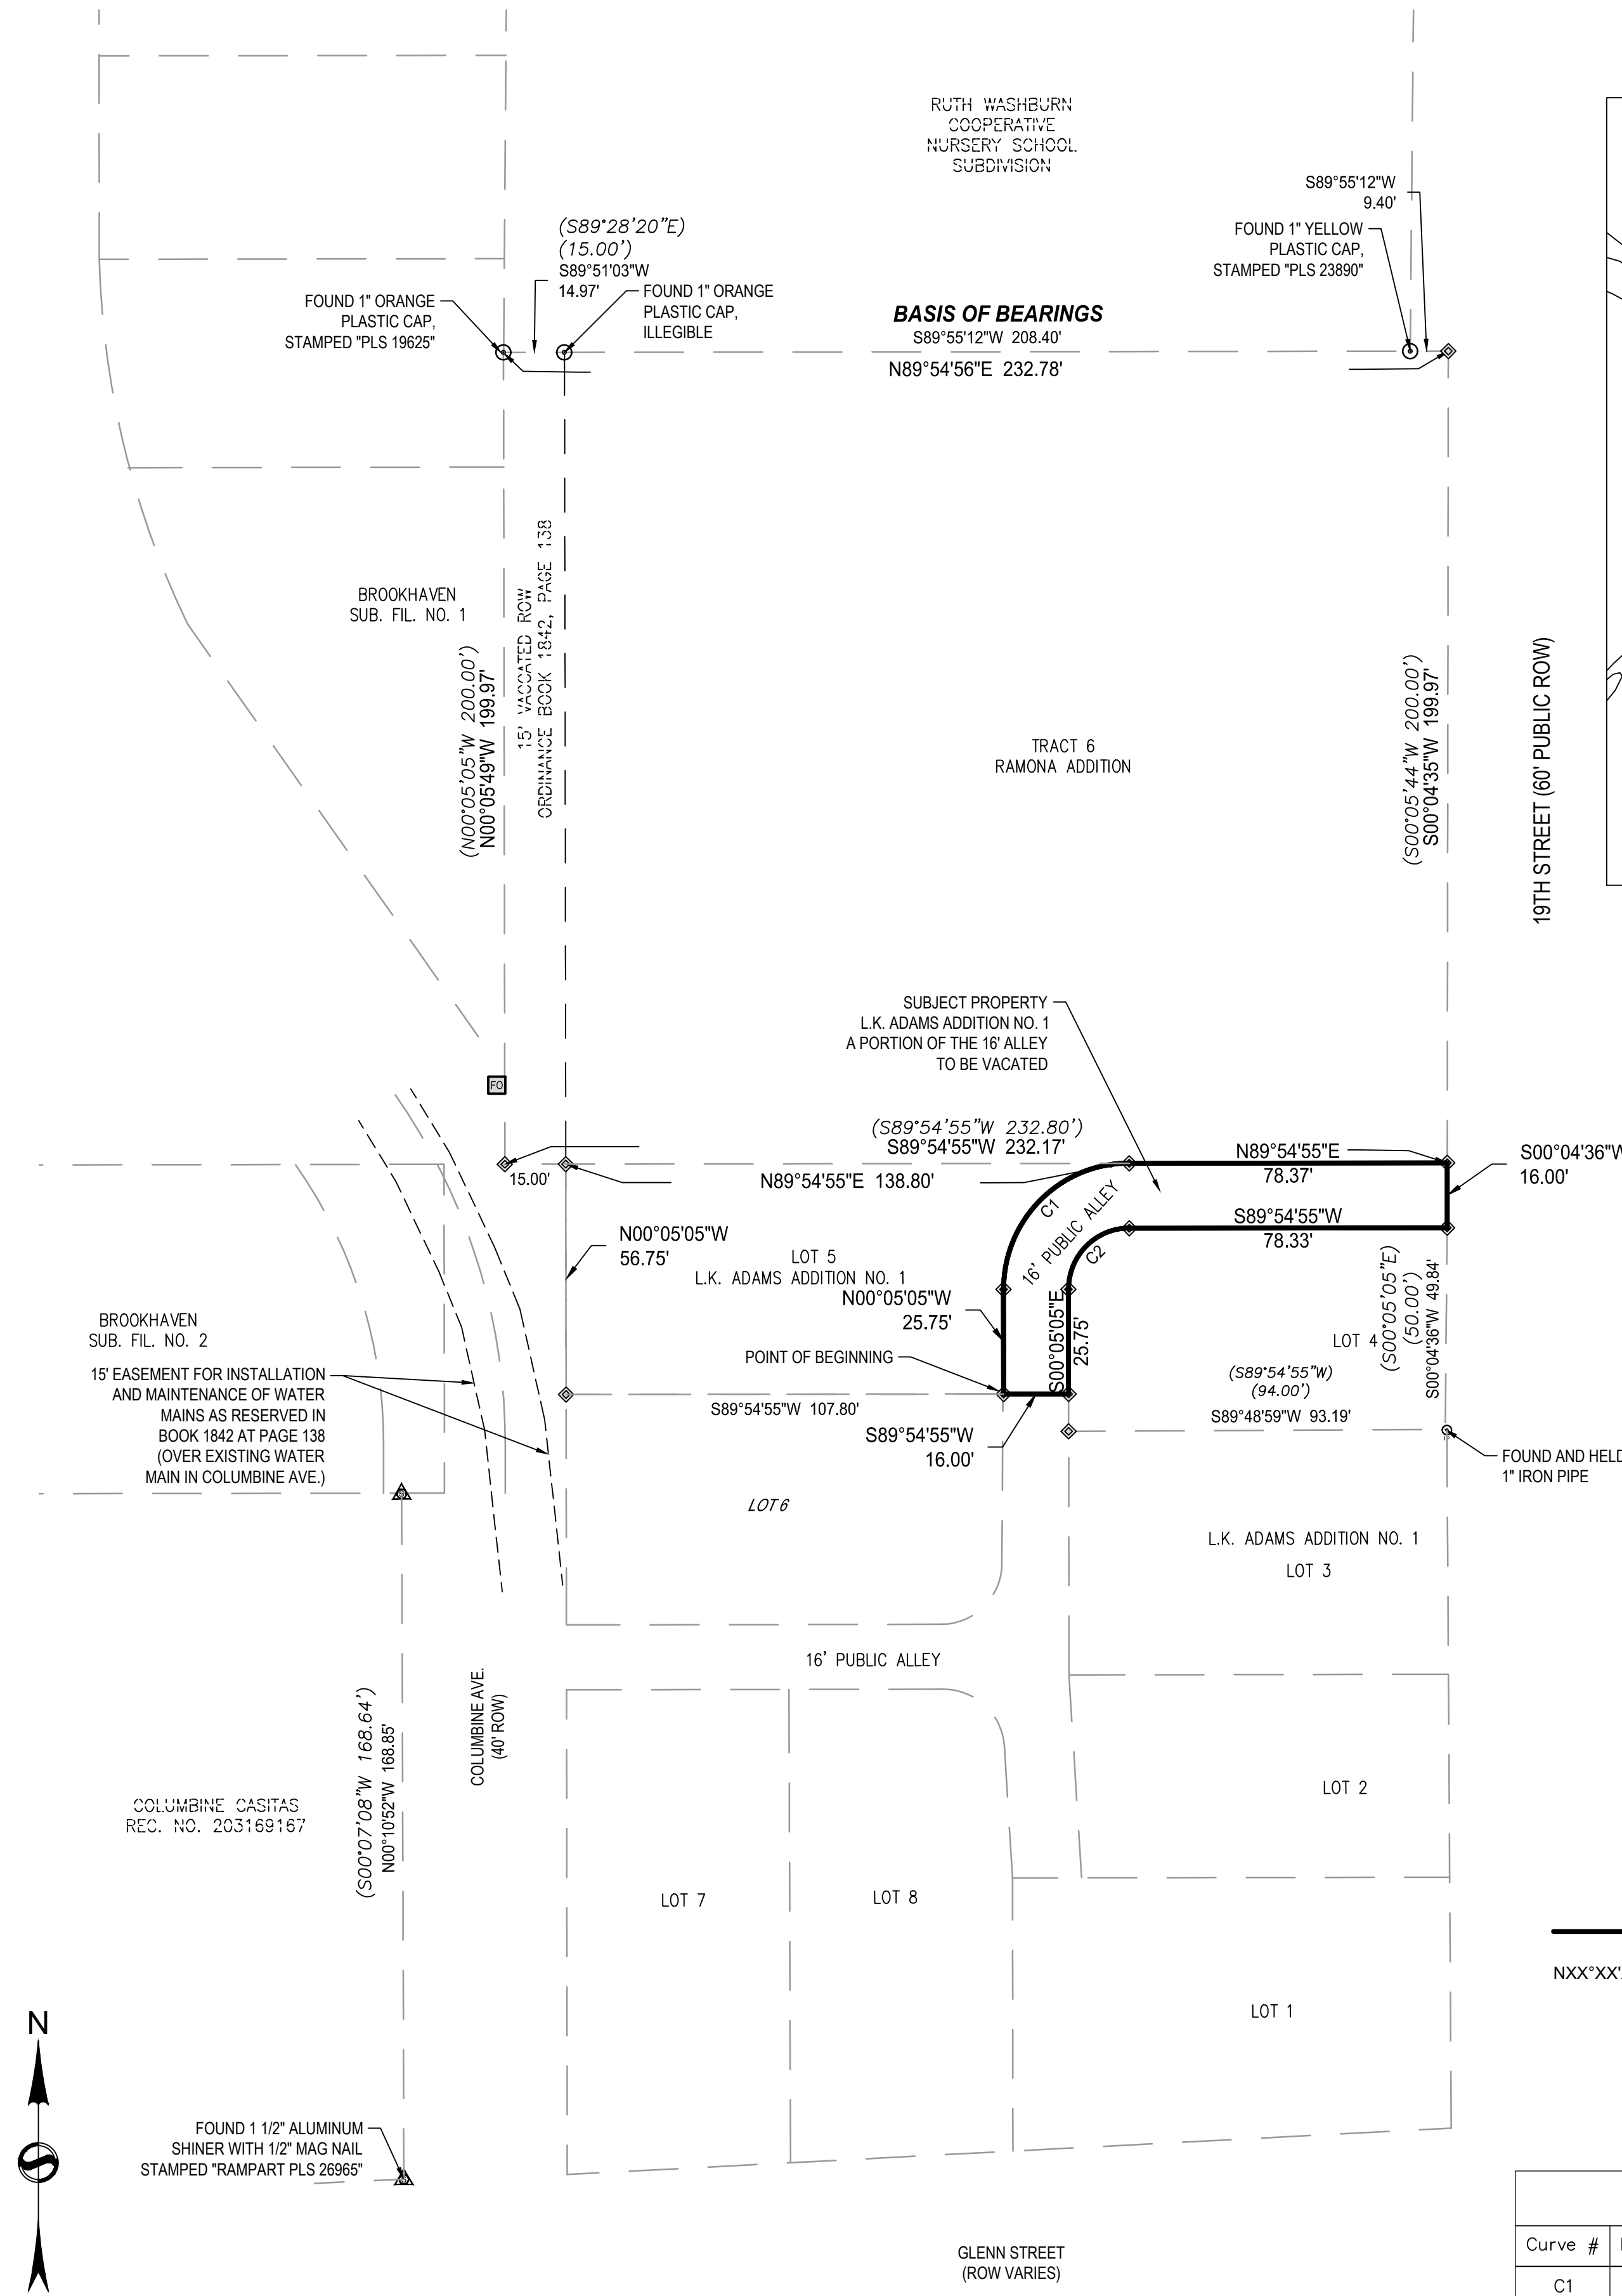 RUTH WASHBURN
COOPERATIVE
NURSERY SCHOOL
SUBDIVISION
S89°55'12"W
9.40'
FOUND 1" YELLOW
PLASTIC CAP,
STAMPED "PLS 23890"
(S89°28'20"E)
(15.00')
S89°51'03"W
14.97'
FOUND 1" ORANGE
PLASTIC CAP,
STAMPED "PLS 19625"
FOUND 1" ORANGE
PLASTIC CAP,
ILLEGIBLE
BASIS OF BEARINGS
S89°55'12"W 208.40'
N89°54'56"E 232.78'
BROOKHAVEN
SUB. FIL. NO. 1
(N00°05'05"W 200.00')
N00°05'49"W 199.97'
15' VACCATED ROW
ORDINANCE BOOK 1842, PAGE 138
TRACT 6
RAMONA ADDITION
(S00°05'44"W 200.00')
S00°04'35"W 199.97'
19TH STREET (60' PUBLIC ROW)
SUBJECT PROPERTY
L.K. ADAMS ADDITION NO. 1
A PORTION OF THE 16' ALLEY
TO BE VACATED
FO
(S89°54'55"W 232.80')
S89°54'55"W 232.17'
15.00'
N89°54'55"E 138.80'
N89°54'55"E
78.37'
S00°04'36"W
16.00'
C1
16' PUBLIC ALLEY
C2
S89°54'55"W
78.33'
N00°05'05"W
56.75'
LOT 5
L.K. ADAMS ADDITION NO. 1
N00°05'05"W
25.75'
S00°05'05"E
25.75'
LOT 4
(S00°05'05"E)
(50.00')
S00°04'36"W 49.84'
POINT OF BEGINNING
(S89°54'55"W)
(94.00')
S89°48'59"W 93.19'
S89°54'55"W 107.80'
S89°54'55"W
16.00'
FOUND AND HELD
1" IRON PIPE
BROOKHAVEN
SUB. FIL. NO. 2
15' EASEMENT FOR INSTALLATION
AND MAINTENANCE OF WATER
MAINS AS RESERVED IN
BOOK 1842 AT PAGE 138
(OVER EXISTING WATER
MAIN IN COLUMBINE AVE.)
LOT 6
L.K. ADAMS ADDITION NO. 1
LOT 3
16' PUBLIC ALLEY
COLUMBINE AVE.
(40' ROW)
(S00°07'08"W 168.64')
N00°10'52"W 168.85'
COLUMBINE CASITAS
REC. NO. 203169167
LOT 2
LOT 7
LOT 8
LOT 1
NXX°XX'
N
FOUND 1 1/2" ALUMINUM
SHINER WITH 1/2" MAG NAIL
STAMPED "RAMPART PLS 26965"
GLENN STREET
(ROW VARIES)
Curve #
C1